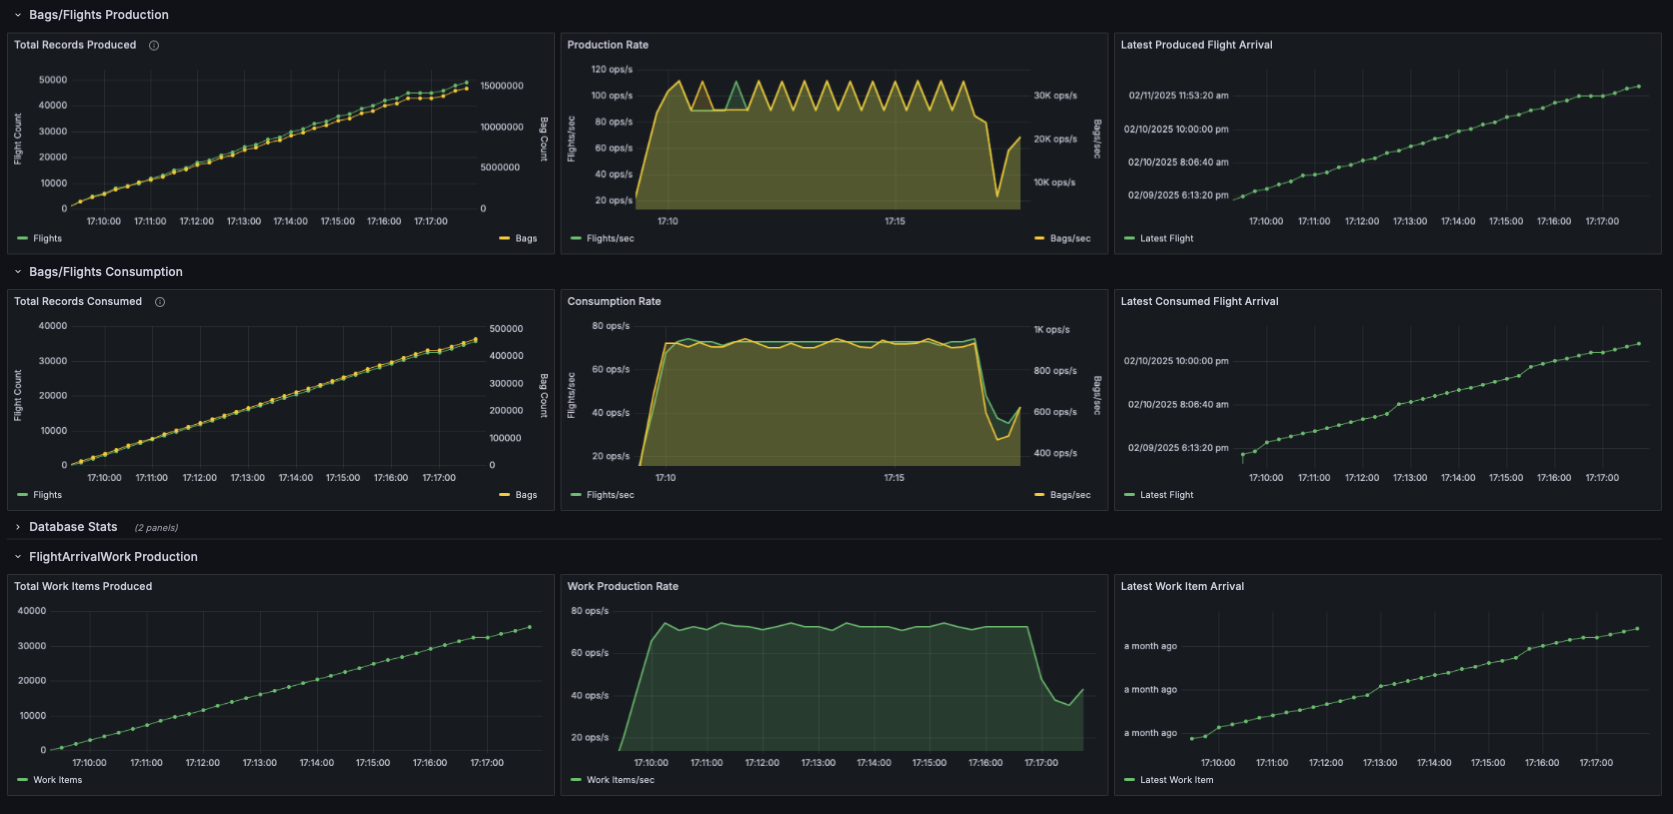 Bags/Flights Production
Total Records Produced
Flight Count
50000
40000
30000
20000
10000
0
15000000
10000000
5000000
0
Bag Count
17:10:00 17:11:00 17:12:00 17:13:00 17:14:00 17:15:00 17:16:00 17:17:00
Flights
Bags
Production Rate
Flights/sec
120 ops/s
100 ops/s
80 ops/s
60 ops/s
40 ops/s
20 ops/s
30K ops/s
20K ops/s
10K ops/s
Bags/sec
17:10 17:15
Flights/sec
Bags/sec
Latest Produced Flight Arrival
02/11/2025 11:53:20 am
02/10/2025 10:00:00 pm
02/10/2025 8:06:40 am
02/09/2025 6:13:20 pm
17:10:00 17:11:00 17:12:00 17:13:00 17:14:00 17:15:00 17:16:00 17:17:00
Latest Flight
Bags/Flights Consumption
Total Records Consumed
Flight Count
40000
30000
20000
10000
0
500000
400000
300000
200000
100000
0
Bag Count
17:10:00 17:11:00 17:12:00 17:13:00 17:14:00 17:15:00 17:16:00 17:17:00
Flights
Bags
Consumption Rate
Flights/sec
80 ops/s
60 ops/s
40 ops/s
20 ops/s
1K ops/s
800 ops/s
600 ops/s
400 ops/s
Bags/sec
17:10 17:15
Flights/sec
Bags/sec
Latest Consumed Flight Arrival
02/10/2025 10:00:00 pm
02/10/2025 8:06:40 am
02/09/2025 6:13:20 pm
17:10:00 17:11:00 17:12:00 17:13:00 17:14:00 17:15:00 17:16:00 17:17:00
Latest Flight
Database Stats (2 panels)
FlightArrivalWork Production
Total Work Items Produced
40000
30000
20000
10000
0
17:10:00 17:11:00 17:12:00 17:13:00 17:14:00 17:15:00 17:16:00 17:17:00
Work Items
Work Production Rate
80 ops/s
60 ops/s
40 ops/s
20 ops/s
17:10:00 17:11:00 17:12:00 17:13:00 17:14:00 17:15:00 17:16:00 17:17:00
Work Items/sec
Latest Work Item Arrival
a month ago
a month ago
a month ago
17:10:00 17:11:00 17:12:00 17:13:00 17:14:00 17:15:00 17:16:00 17:17:00
Latest Work Item